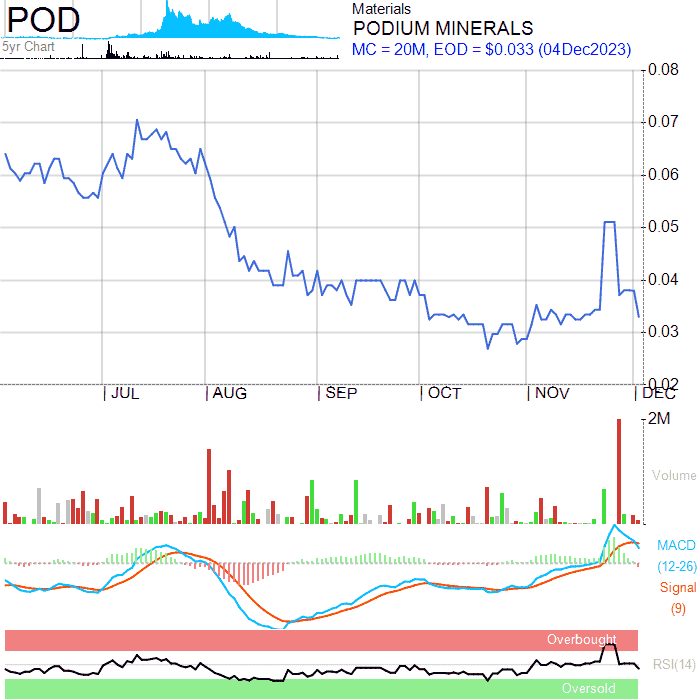 POD
5yr Chart
Materials
PODIUM MINERALS
MC = 20M, EOD = $0.033 (04Dec2023)
0.08
0.07
0.06
0.05
0.04
0.03
0.02
JUL AUG SEP OCT NOV DEC
2M
Volume
MACD
(12-26)
Signal
(9)
Overbought
RSI(14)
Oversold